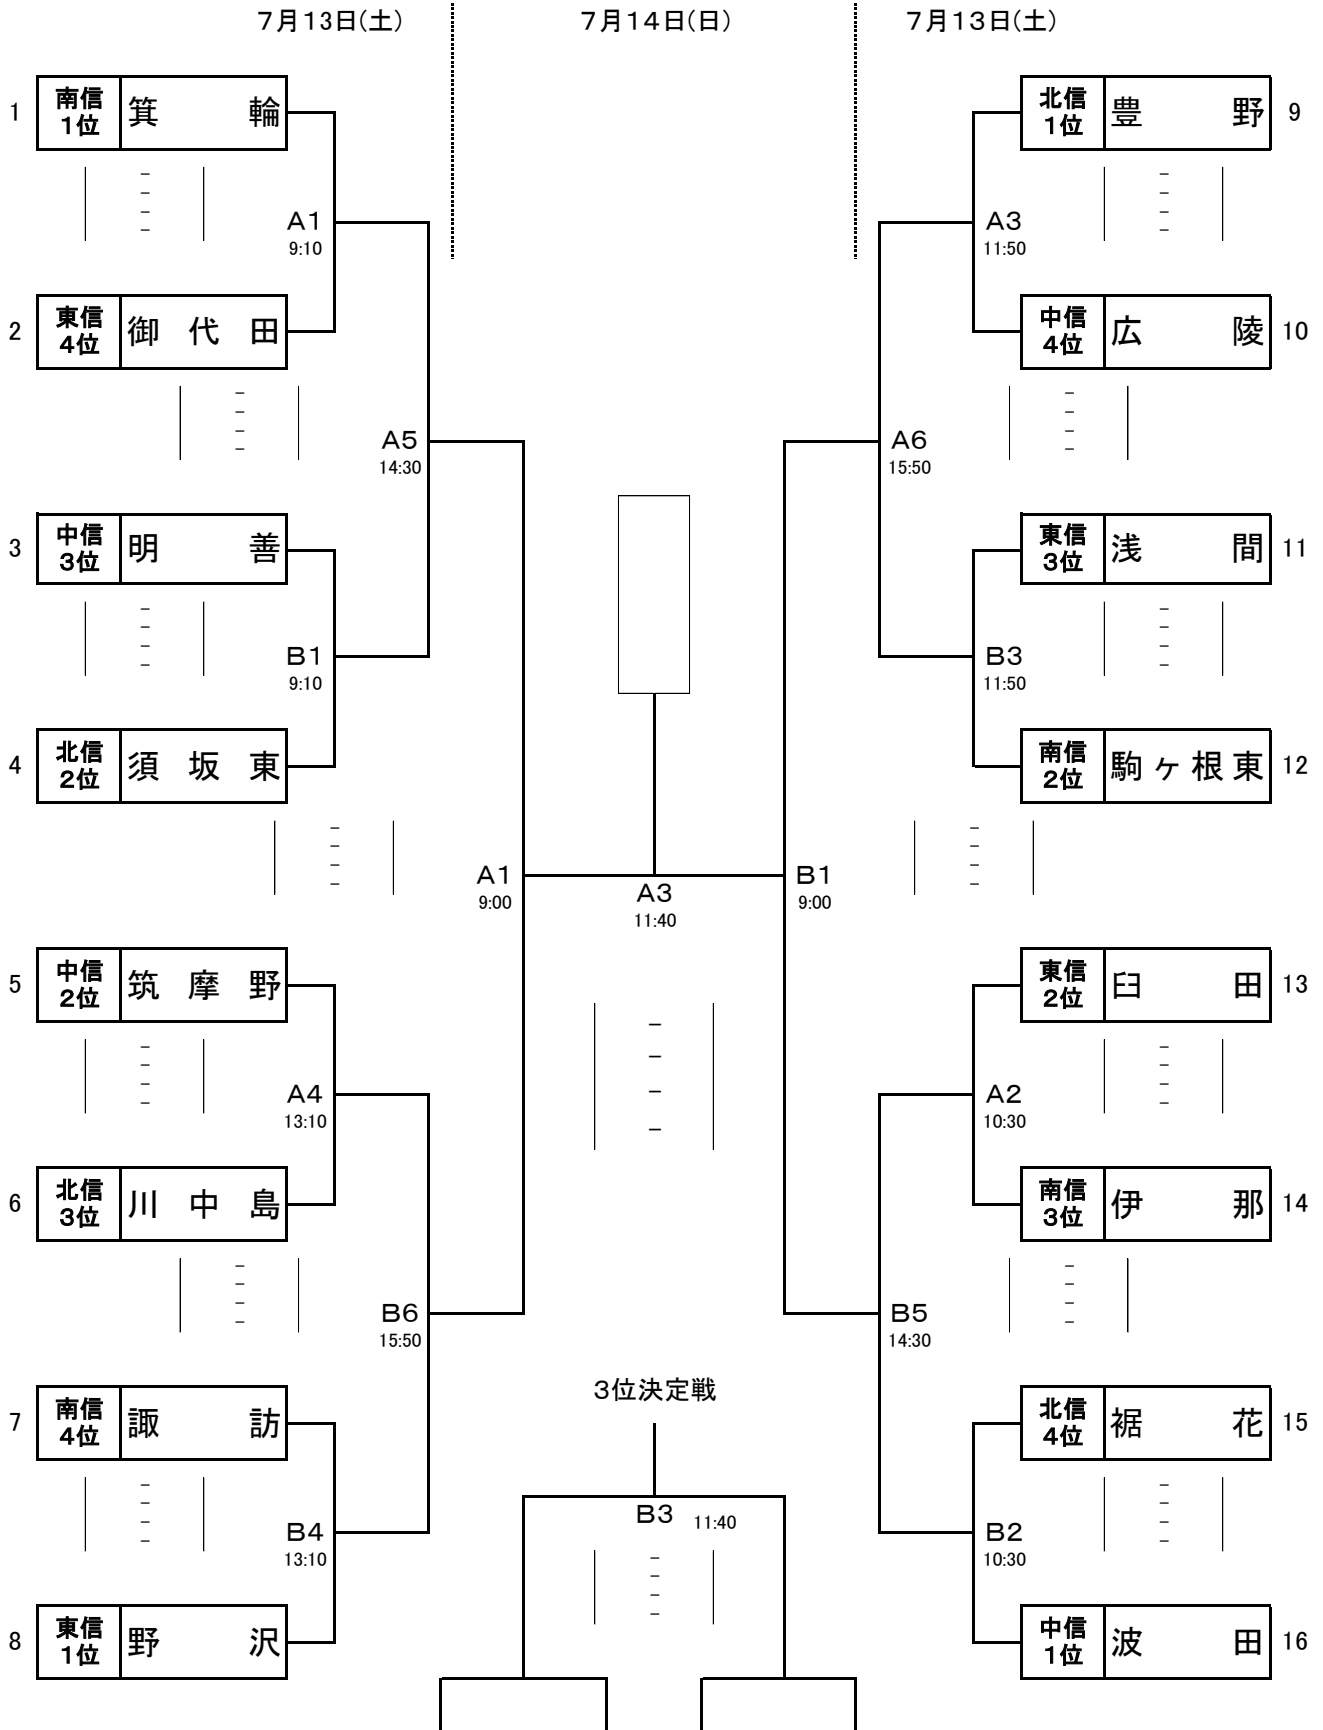 7月13日(土)
7月14日(日)
7月13日(土)
1 南信1位 箕輪
A1
9:10
2 東信4位 御代田
A5
14:30
3 中信3位 明善
B1
9:10
4 北信2位 須坂東
A1
9:00
5 中信2位 筑摩野
A4
13:10
6 北信3位 川中島
B6
15:50
7 南信4位 諏訪
B4
13:10
8 東信1位 野沢
A3
11:40
3位決定戦
B3 11:40
北信1位 豊野 9
A3
11:50
中信4位 広陵 10
A6
15:50
東信3位 浅間 11
B3
11:50
南信2位 駒ヶ根東 12
B1
9:00
東信2位 臼田 13
A2
10:30
南信3位 伊那 14
B5
14:30
北信4位 裾花 15
B2
10:30
中信1位 波田 16